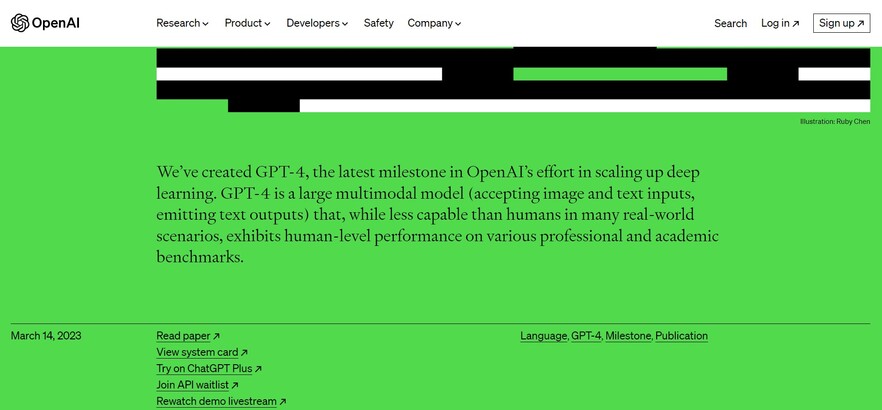 OpenAI
Research Product Developers Safety Company Search Log in ↗ Sign up ↗
Illustration: Ruby Chen
We’ve created GPT-4, the latest milestone in OpenAI’s effort in scaling up deep
learning. GPT-4 is a large multimodal model (accepting image and text inputs,
emitting text outputs) that, while less capable than humans in many real-world
scenarios, exhibits human-level performance on various professional and academic
benchmarks.
March 14, 2023
Read paper ↗
View system card ↗
Try on ChatGPT Plus ↗
Join API waitlist ↗
Rewatch demo livestream ↗
Language, GPT-4, Milestone, Publication